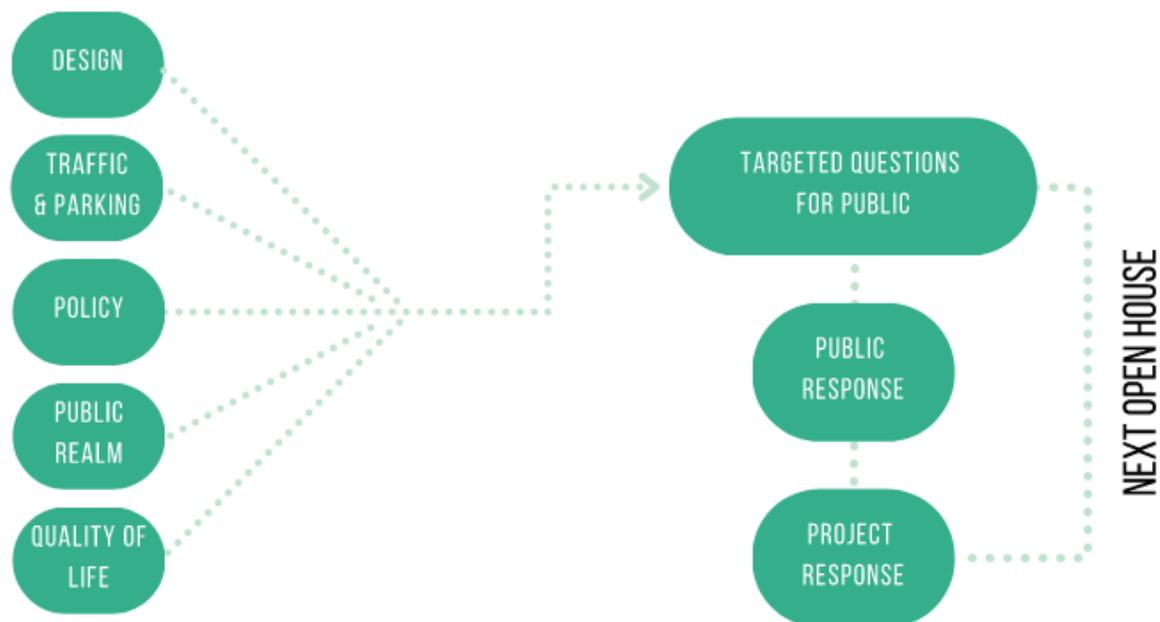 DESIGN
TRAFFIC
& PARKING
POLICY
PUBLIC
REALM
QUALITY OF
LIFE
TARGETED QUESTIONS
FOR PUBLIC
PUBLIC
RESPONSE
PROJECT
RESPONSE
NEXT OPEN HOUSE